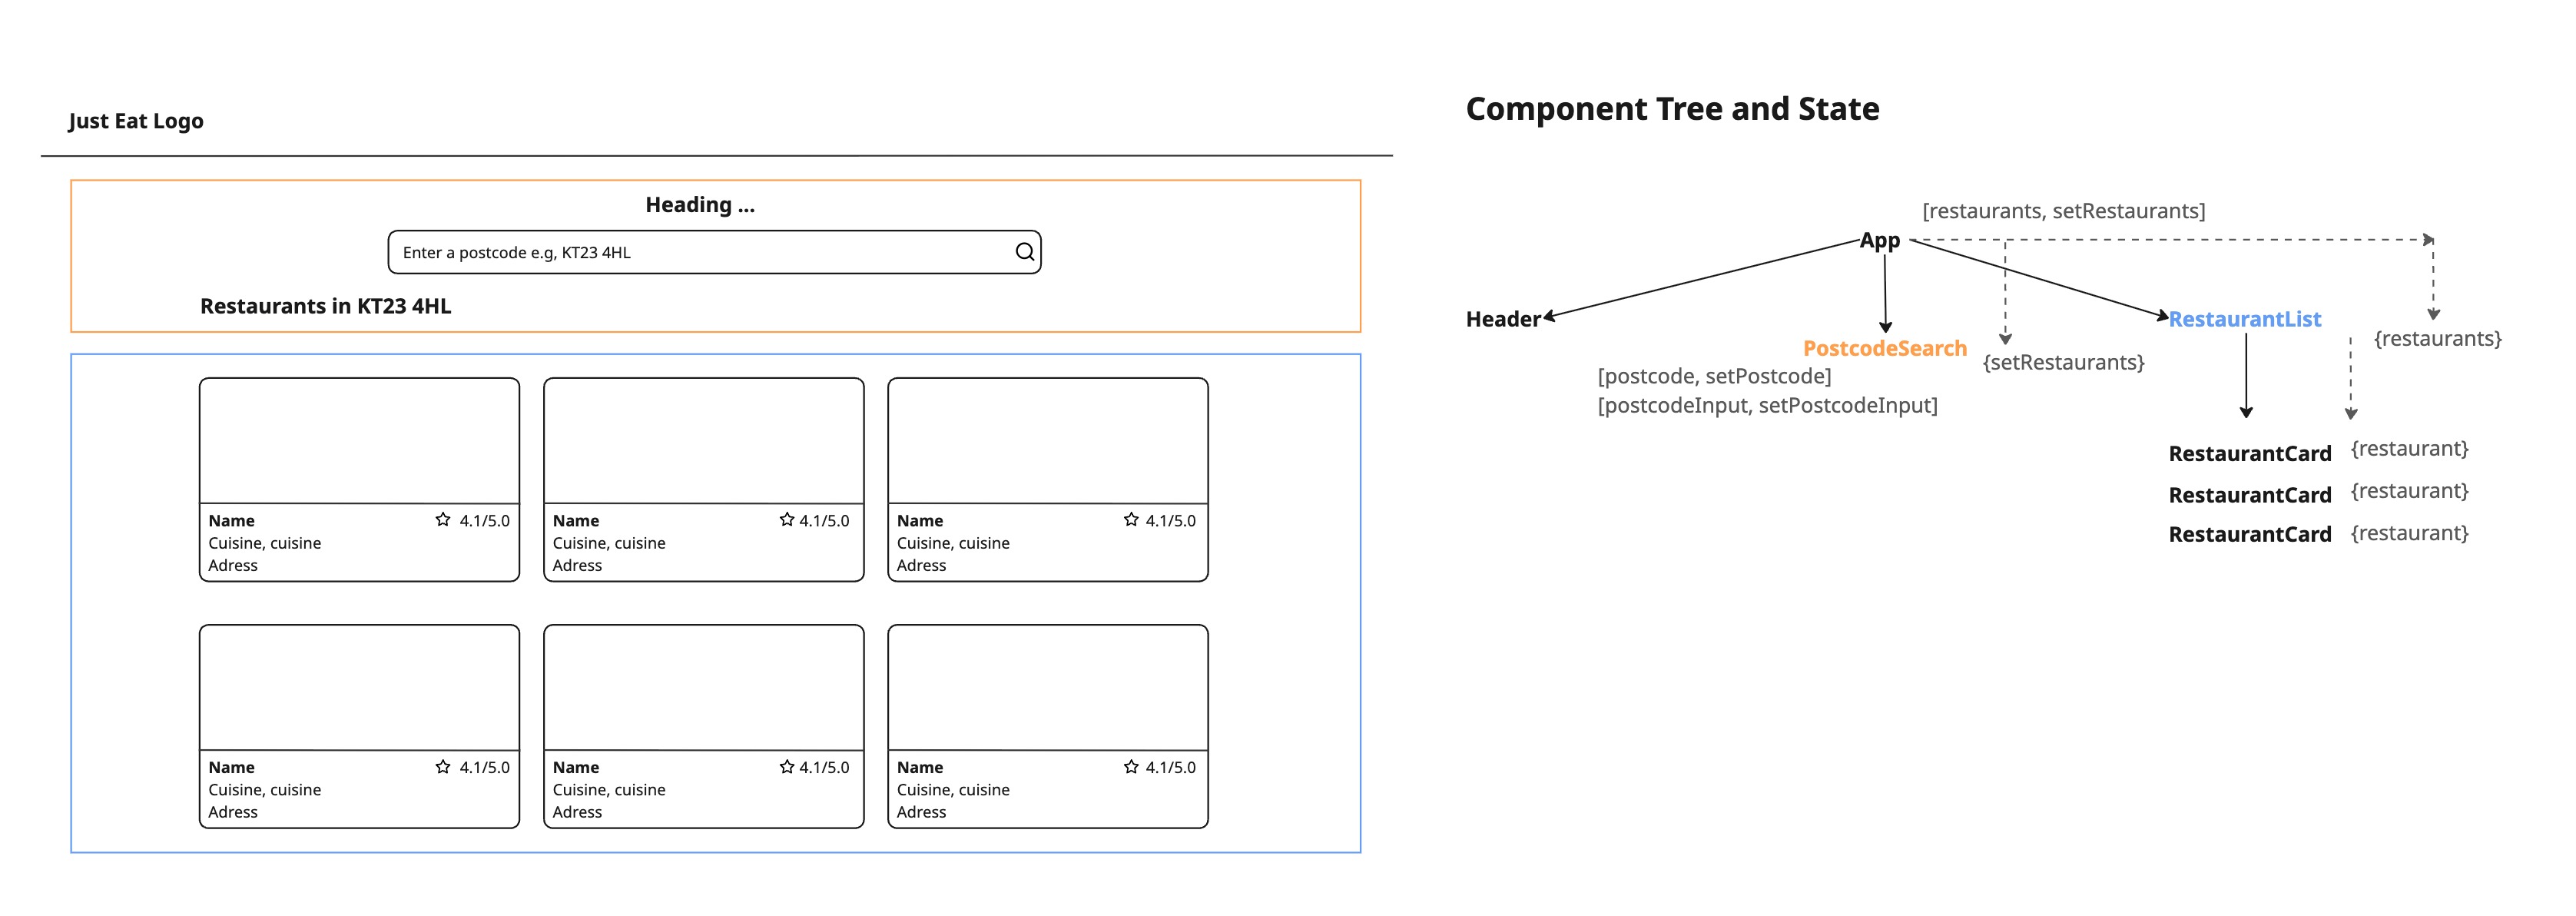 Just Eat Logo
Heading ...
Enter a postcode e.g, KT23 4HL
Restaurants in KT23 4HL
Name 4.1/5.0
Cuisine, cuisine
Adress
Name 4.1/5.0
Cuisine, cuisine
Adress
Name 4.1/5.0
Cuisine, cuisine
Adress
Name 4.1/5.0
Cuisine, cuisine
Adress
Name 4.1/5.0
Cuisine, cuisine
Adress
Name 4.1/5.0
Cuisine, cuisine
Adress
Component Tree and State
[restaurants, setRestaurants]
App
Header
PostcodeSearch
[postcode, setPostcode]
[postcodeInput, setPostcodeInput]
{setRestaurants}
RestaurantList
{restaurants}
RestaurantCard {restaurant}
RestaurantCard {restaurant}
RestaurantCard {restaurant}